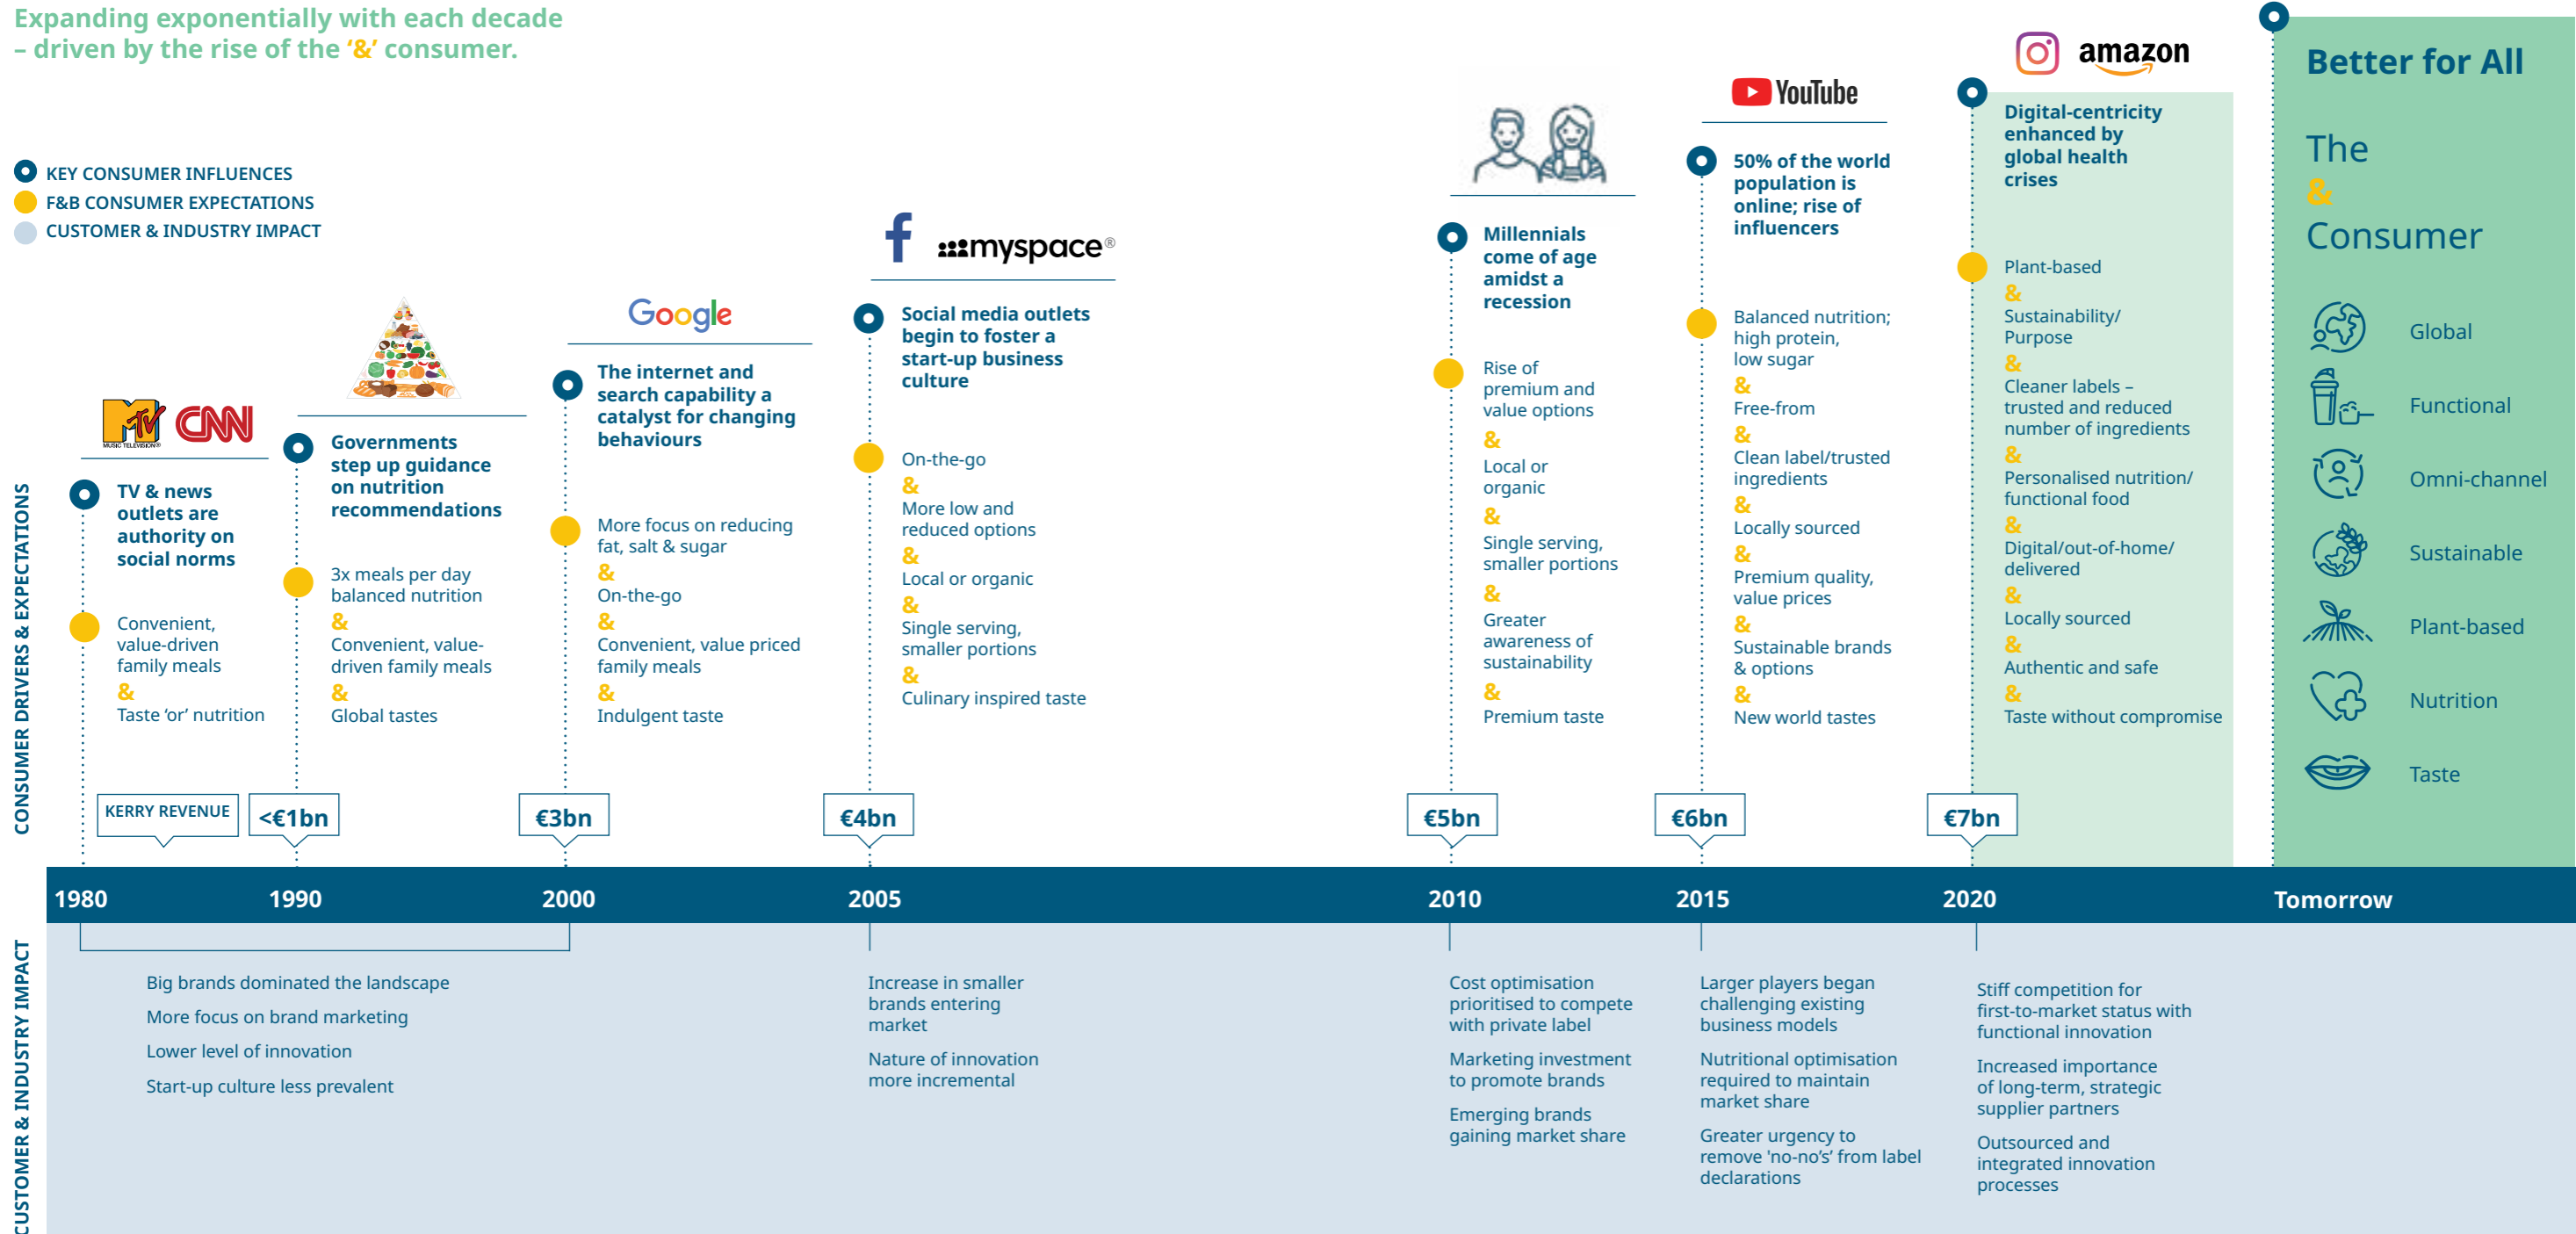 Expanding exponentially with each decade
– driven by the rise of the ‘&’ consumer.
KEY CONSUMER INFLUENCES
F&B CONSUMER EXPECTATIONS
CUSTOMER & INDUSTRY IMPACT
CONSUMER DRIVERS & EXPECTATIONS
MTV
MUSIC TELEVISION®
CNN
TV & news
outlets are
authority on
social norms
Convenient,
value-driven
family meals
&
Taste ‘or’ nutrition
Governments
step up guidance
on nutrition
recommendations
3x meals per day
balanced nutrition
&
Convenient, value-
driven family meals
&
Global tastes
Google
The internet and
search capability a
catalyst for changing
behaviours
More focus on reducing
fat, salt & sugar
&
On-the-go
&
Convenient, value priced
family meals
&
Indulgent taste
f
myspace®
Social media outlets
begin to foster a
start-up business
culture
On-the-go
&
More low and
reduced options
&
Local or organic
&
Single serving,
smaller portions
&
Culinary inspired taste
Millennials
come of age
amidst a
recession
Rise of
premium and
value options
&
Local or
organic
&
Single serving,
smaller portions
&
Greater
awareness of
sustainability
&
Premium taste
YouTube
50% of the world
population is
online; rise of
influencers
Balanced nutrition;
high protein,
low sugar
&
Free-from
&
Clean label/trusted
ingredients
&
Locally sourced
&
Premium quality,
value prices
&
Sustainable brands
& options
&
New world tastes
amazon
Digital-centricity
enhanced by
global health
crises
Plant-based
&
Sustainability/
Purpose
&
Cleaner labels –
trusted and reduced
number of ingredients
&
Personalised nutrition/
functional food
&
Digital/out-of-home/
delivered
&
Locally sourced
&
Authentic and safe
&
Taste without compromise
Better for All
The
&
Consumer
Global
Functional
Omni-channel
Sustainable
Plant-based
Nutrition
Taste
KERRY REVENUE
<€1bn
€3bn
€4bn
€5bn
€6bn
€7bn
1980
1990
2000
2005
2010
2015
2020
Tomorrow
CUSTOMER & INDUSTRY IMPACT
Big brands dominated the landscape
More focus on brand marketing
Lower level of innovation
Start-up culture less prevalent
Increase in smaller
brands entering
market
Nature of innovation
more incremental
Cost optimisation
prioritised to compete
with private label
Marketing investment
to promote brands
Emerging brands
gaining market share
Larger players began
challenging existing
business models
Nutritional optimisation
required to maintain
market share
Greater urgency to
remove 'no-no’s’ from label
declarations
Stiff competition for
first-to-market status with
functional innovation
Increased importance
of long-term, strategic
supplier partners
Outsourced and
integrated innovation
processes